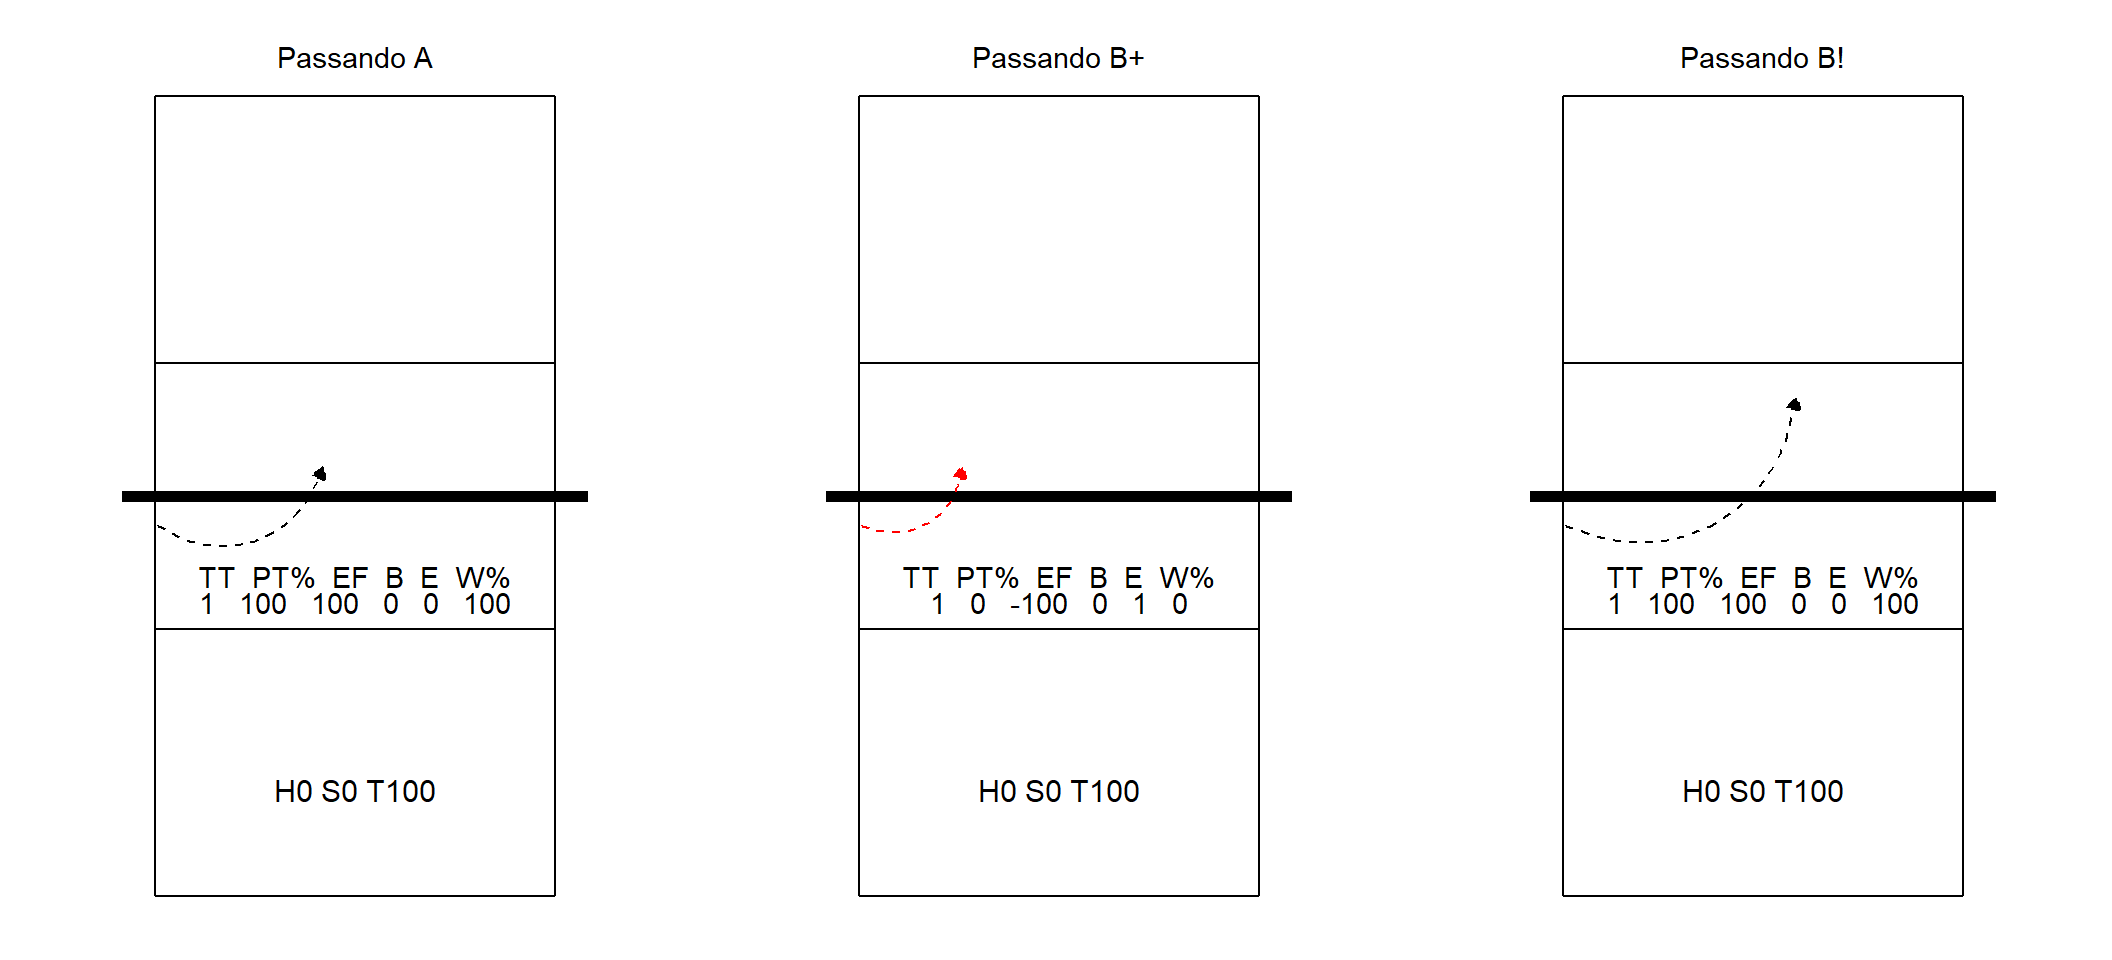 Passando A
TT PT% EF B E W%
1 100 100 0 0 100
H0 S0 T100
Passando B+
TT PT% EF B E W%
1 0 -100 0 1 0
H0 S0 T100
Passando B!
TT PT% EF B E W%
1 100 100 0 0 100
H0 S0 T100